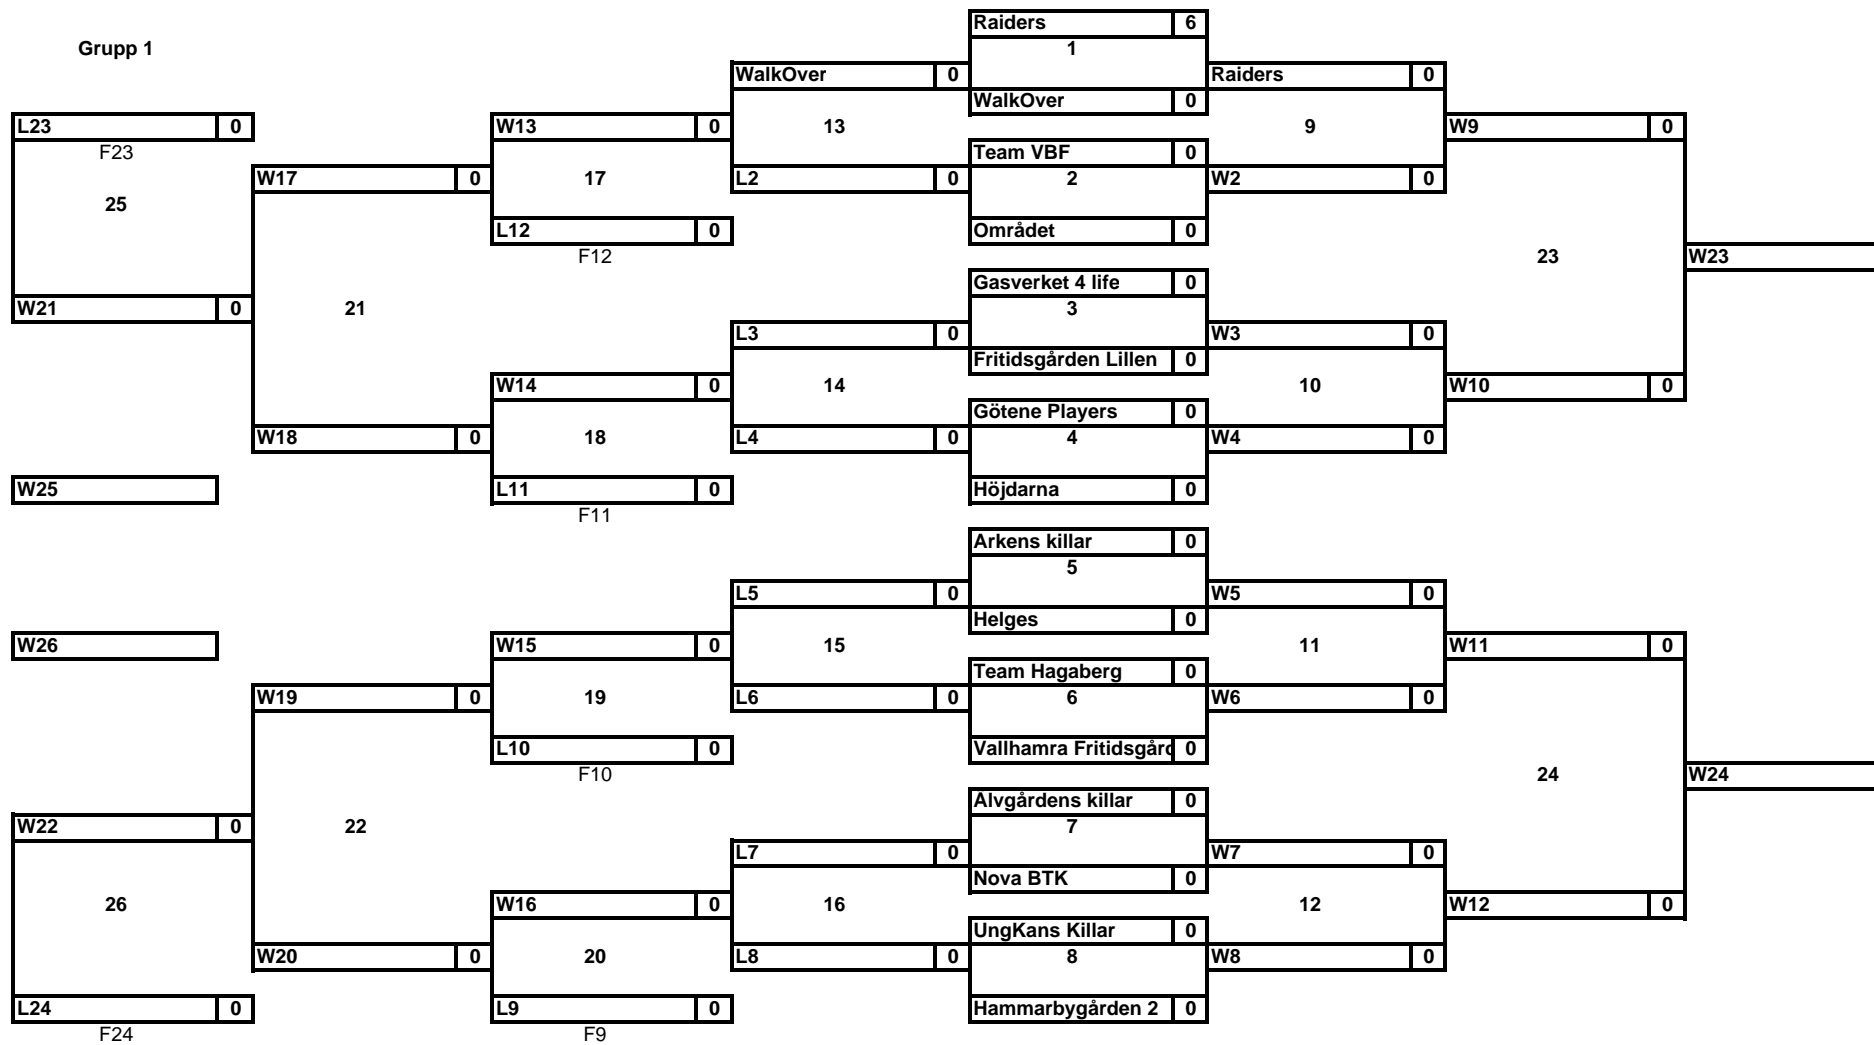 Raiders 6
Grupp 1 1
WalkOver 0 Raiders 0
WalkOver 0
L23 0 W13 0 13 9 W9 0
F23 Team VBF 0
W17 0 17 L2 0 2 W2 0
25
L12 0 Området 0
F12 23 W23
Gasverket 4 life 0
W21 0 21 3
L3 0 W3 0
Fritidsgården Lillen 0
W14 0 14 10 W10 0
Götene Players 0
W18 0 18 L4 0 4 W4 0
W25 L11 0 Höjdarna 0
F11
Arkens killar 0
5
L5 0 W5 0
Helges 0
W26 W15 0 15 11 W11 0
Team Hagaberg 0
W19 0 19 L6 0 6 W6 0
L10 0 Vallhamra Fritidsgård 0
F10 24 W24
Alvgårdens killar 0
W22 0 22 7
L7 0 W7 0
Nova BTK 0
26 W16 0 16 12 W12 0
UngKans Killar 0
W20 0 20 L8 0 8 W8 0
L24 0 L9 0 Hammarbygården 2 0
F24 F9